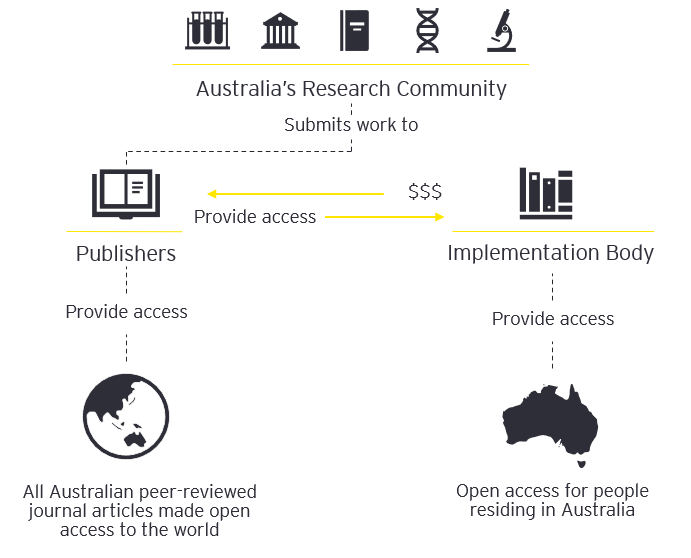 Australia's Research Community
Submits work to
$$$
Provide access
Publishers
Implementation Body
Provide access
Provide access
All Australian peer-reviewed
journal articles made open
access to the world
Open access for people
residing in Australia